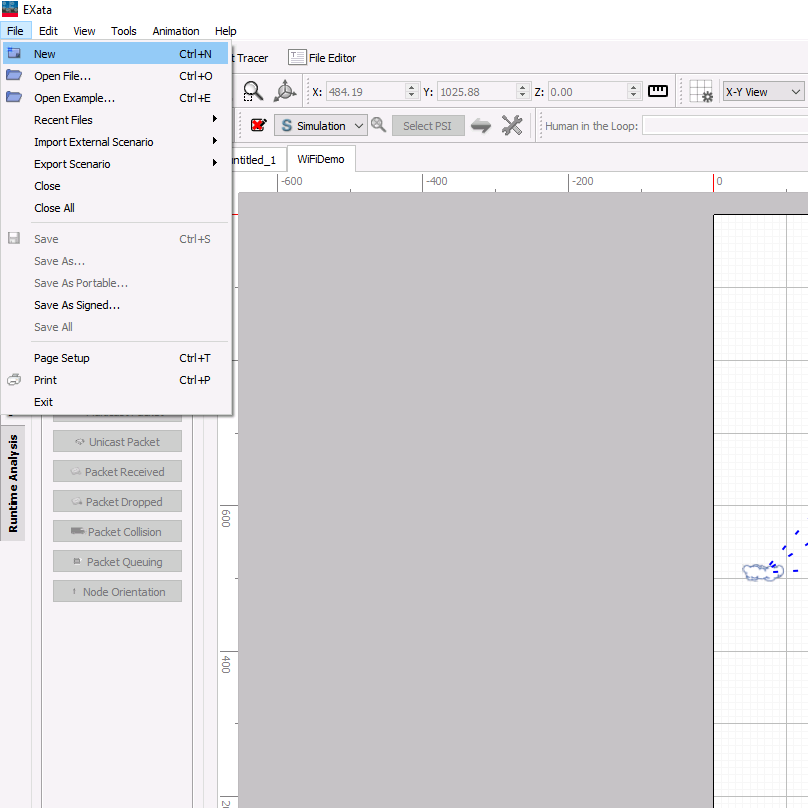 EXata
File Edit View Tools Animation Help
New Ctrl+N
Tracer File Editor
Open File... Ctrl+O
Open Example... Ctrl+E
X: 484.19 Y: 1025.88 Z: 0.00 X-Y View
Recent Files
Import External Scenario
S Simulation Select PSI Human in the Loop:
Export Scenario
WiFiDemo
Close
Close All
-600 -400 -200 0
Save Ctrl+S
Save As...
Save As Portable...
Save As Signed...
Save All
Page Setup Ctrl+T
Print Ctrl+P
Exit
Runtime Analysis
Unicast Packet
Packet Received
Packet Dropped
Packet Collision
Packet Queuing
Node Orientation
600
400